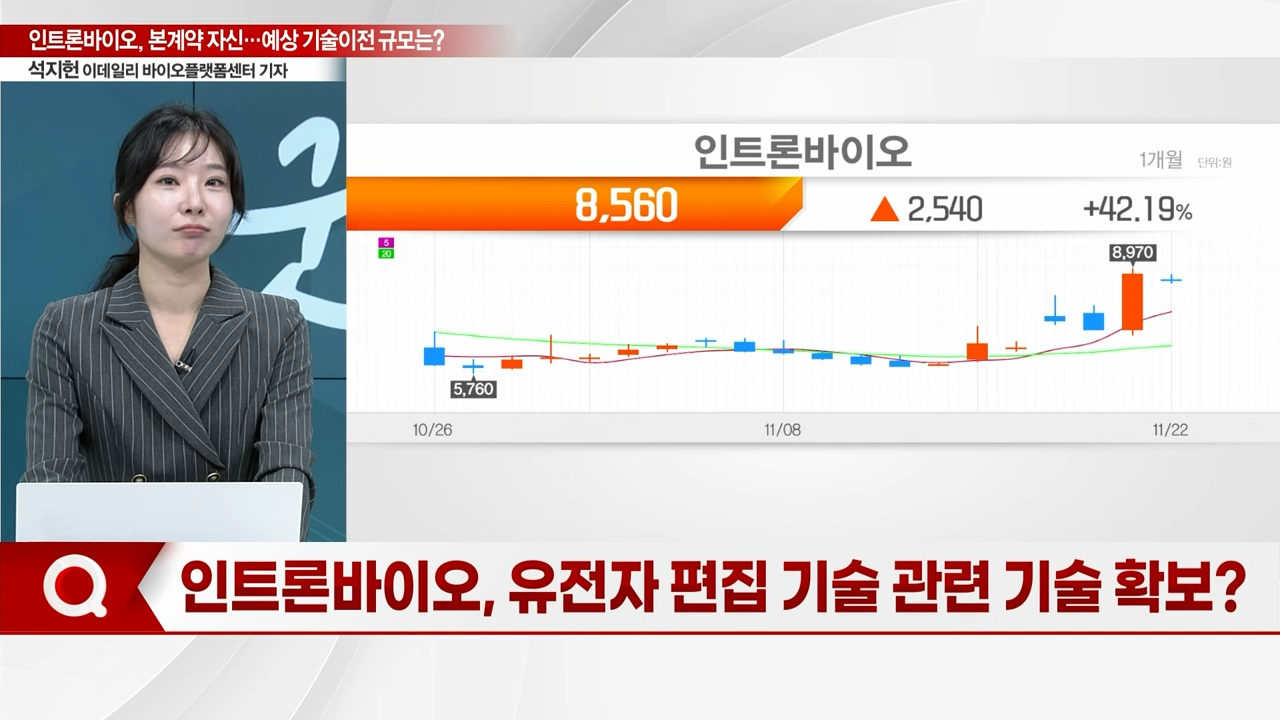 인트론바이오, 본계약 자신…예상 기술이전 규모는?
석지헌 이데일리 바이오플랫폼센터 기자
인트론바이오
1개월 단위:원
8,560 ▲ 2,540 +42.19%
5
20
8,970
5,760
10/26 11/08 11/22
인트론바이오, 유전자 편집 기술 관련 기술 확보?